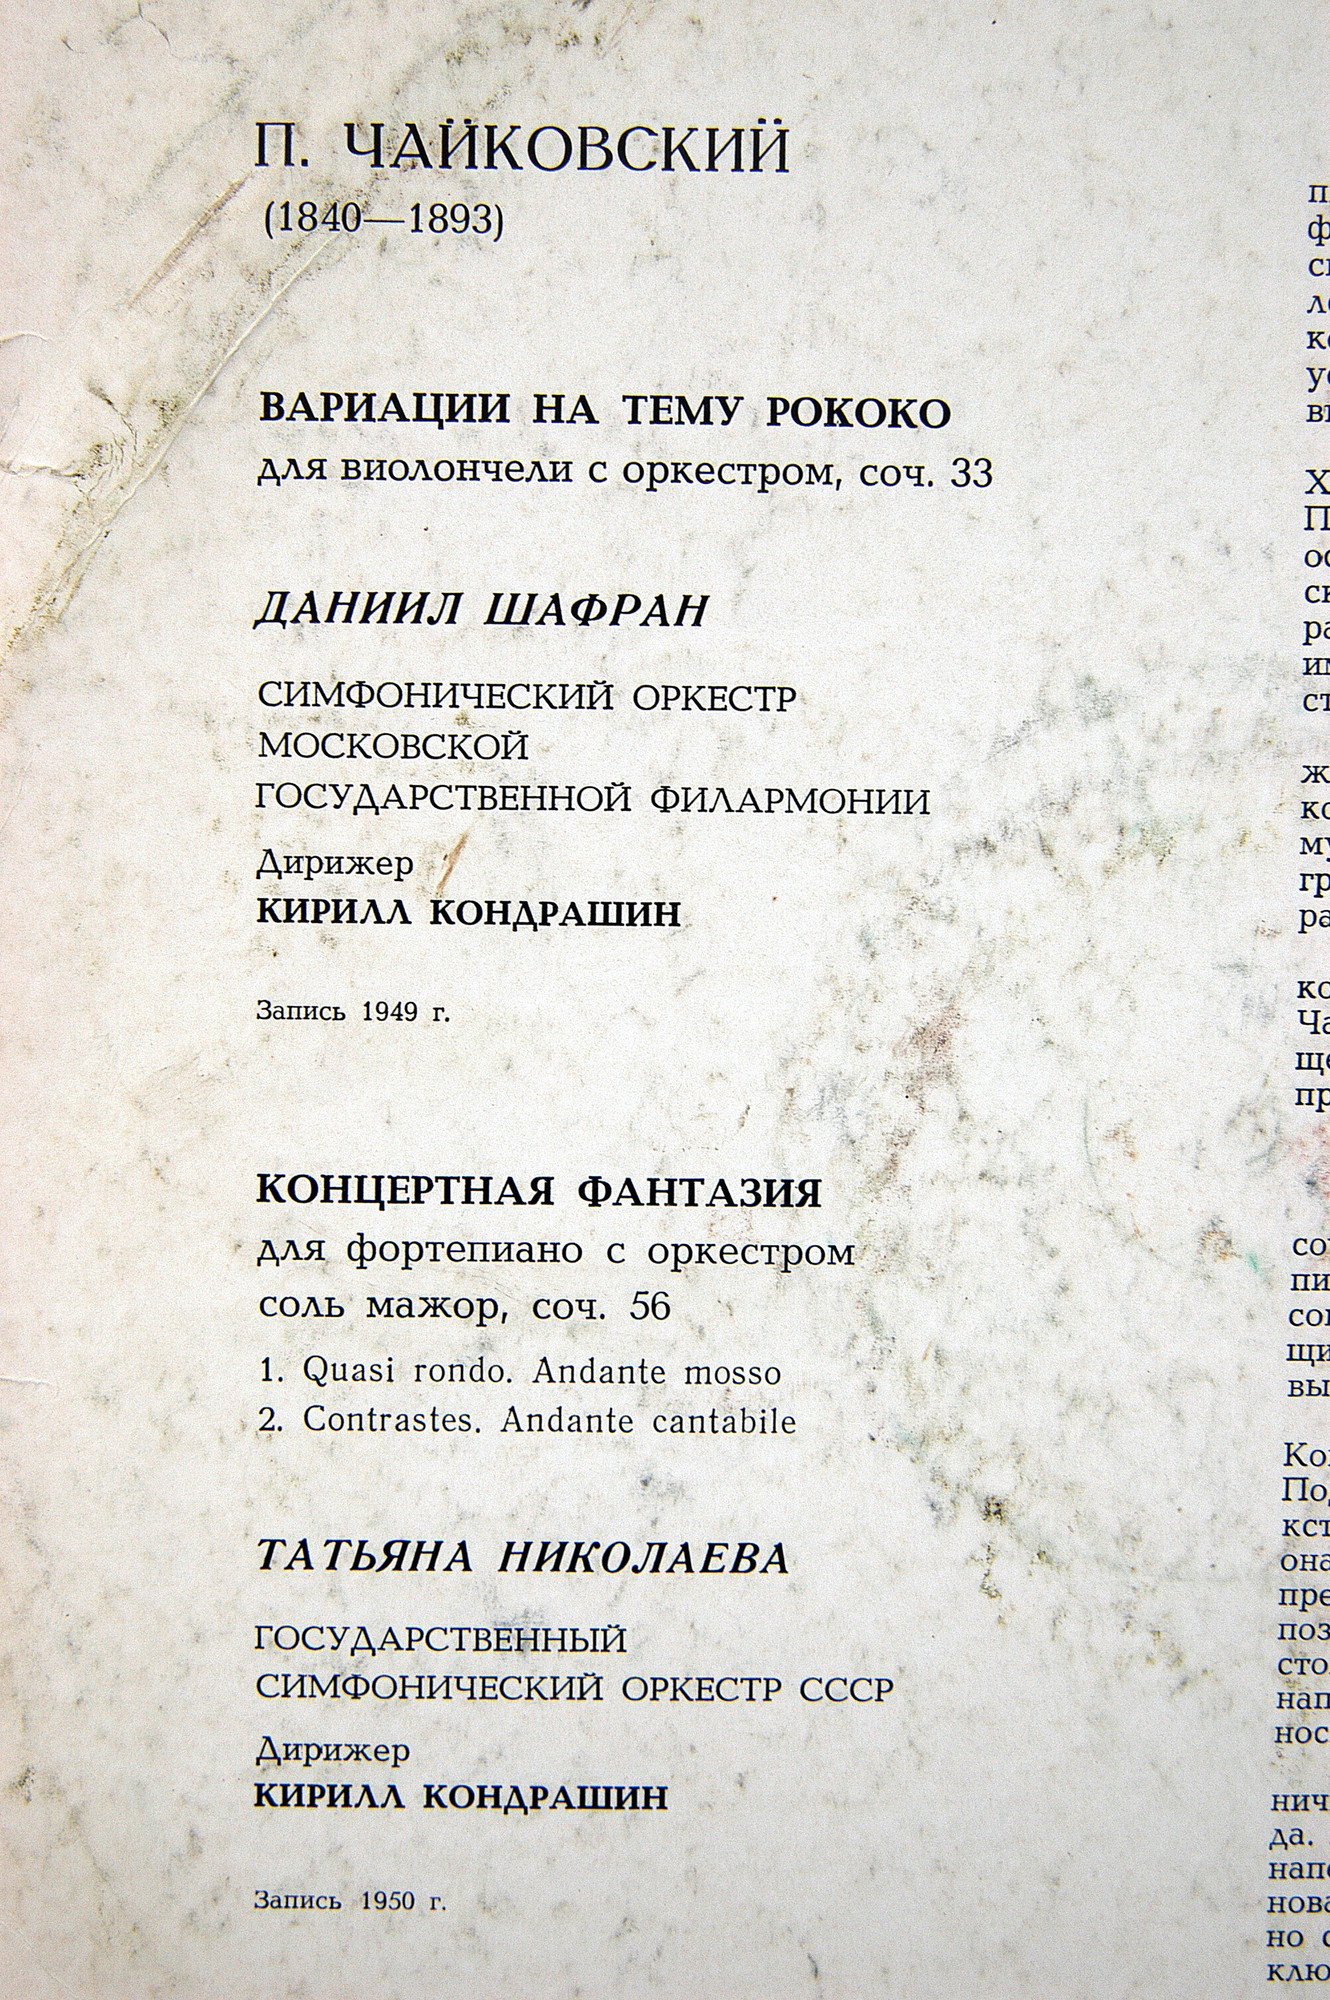 П. ЧАЙКОВСКИЙ
(1840—1893)
ВАРИАЦИИ НА ТЕМУ РОКОКО
для виолончели с оркестром, соч. 33
ДАНИИЛ ШАФРАН
СИМФОНИЧЕСКИЙ ОРКЕСТР
МОСКОВСКОЙ
ГОСУДАРСТВЕННОЙ ФИЛАРМОНИИ
Дирижер
КИРИЛЛ КОНДРАШИН
Запись 1949 г.
КОНЦЕРТНАЯ ФАНТАЗИЯ
для фортепиано с оркестром
соль мажор, соч. 56
1. Quasi rondo. Andante mosso
2. Contrastes. Andante cantabile
ТАТЬЯНА НИКОЛАЕВА
ГОСУДАРСТВЕННЫЙ
СИМФОНИЧЕСКИЙ ОРКЕСТР СССР
Дирижер
КИРИЛЛ КОНДРАШИН
Запись 1950 г.